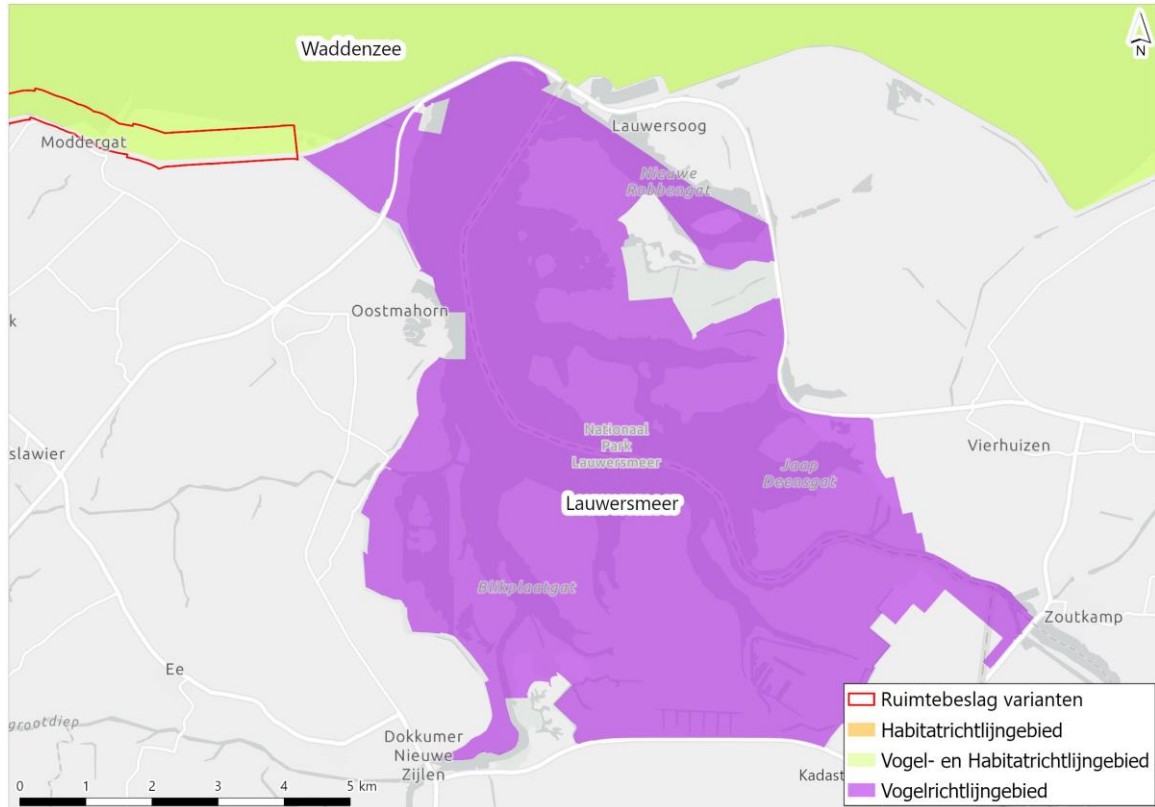 Waddenzee
N
Moddergat
Lauwersoog
Nieuwe
Robbengat
Oostmahorn
k
Nationaal
Park
Lauwersmeer
Vierhuizen
slawier
Jaap
Deensgat
Lauwersmeer
Blikplaatgat
Zoutkamp
Ee
grootdiep
Dokkumer
Nieuwe
Zijlen
Kadast
Ruimtebeslag varianten
Habitatrichtlijngebied
Vogel- en Habitatrichtlijngebied
Vogelrichtlijngebied
0 1 2 3 4 5 km